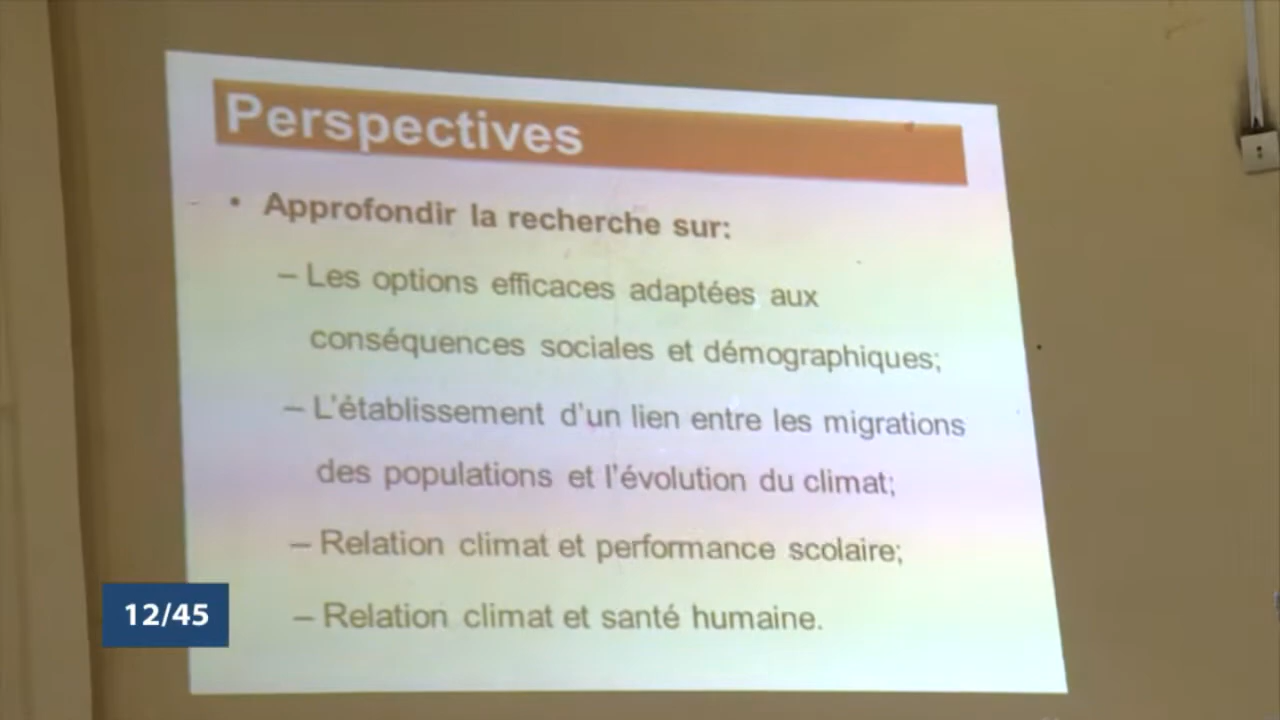 Perspectives
• Approfondir la recherche sur:
– Les options efficaces adaptées aux
conséquences sociales et démographiques;
– L'établissement d'un lien entre les migrations
des populations et l'évolution du climat;
– Relation climat et performance scolaire;
– Relation climat et santé humaine.
12/45